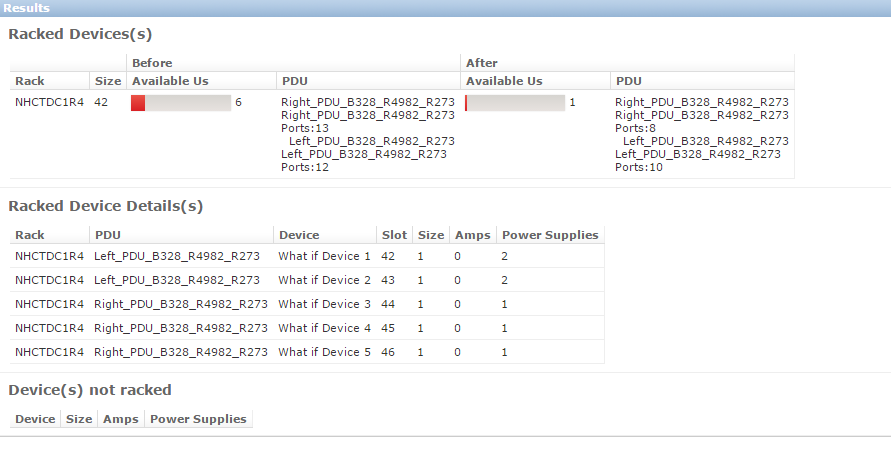 Results
Racked Devices(s)
Before After
Rack Size Available Us PDU Available Us PDU
NHCTDC1R4 42 6 Right_PDU_B328_R4982_R273 1 Right_PDU_B328_R4982_R273
Right_PDU_B328_R4982_R273 Right_PDU_B328_R4982_R273
Ports:13 Ports:8
Left_PDU_B328_R4982_R273 Left_PDU_B328_R4982_R273
Left_PDU_B328_R4982_R273 Left_PDU_B328_R4982_R273
Ports:12 Ports:10
Racked Device Details(s)
Rack PDU Device Slot Size Amps Power Supplies
NHCTDC1R4 Left_PDU_B328_R4982_R273 What if Device 1 42 1 0 2
NHCTDC1R4 Left_PDU_B328_R4982_R273 What if Device 2 43 1 0 2
NHCTDC1R4 Right_PDU_B328_R4982_R273 What if Device 3 44 1 0 1
NHCTDC1R4 Right_PDU_B328_R4982_R273 What if Device 4 45 1 0 1
NHCTDC1R4 Right_PDU_B328_R4982_R273 What if Device 5 46 1 0 1
Device(s) not racked
Device Size Amps Power Supplies